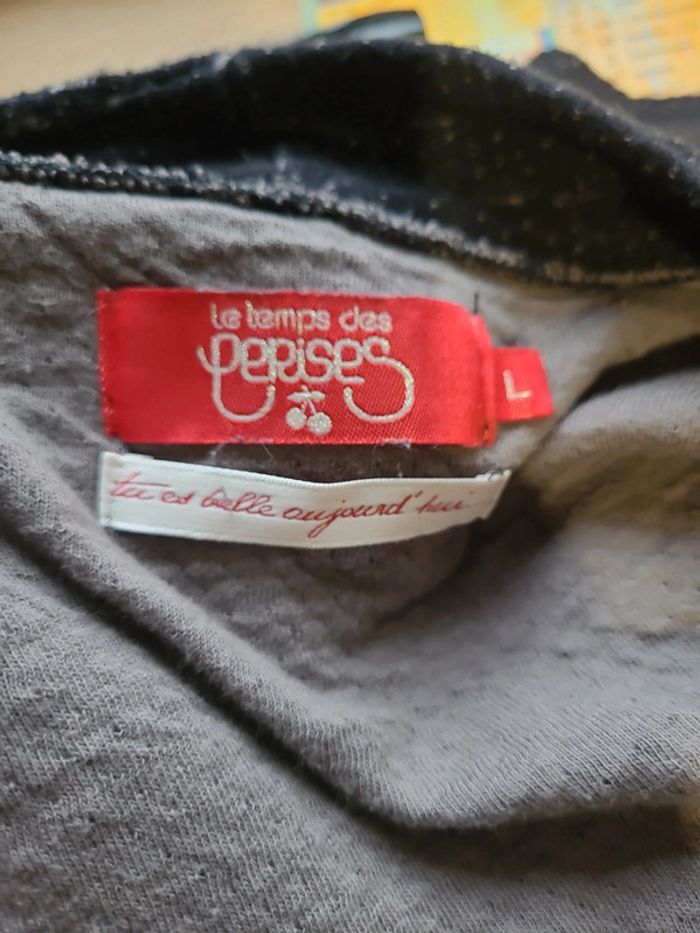 Le temps des
cerises
L
tu es belle aujourd'hui